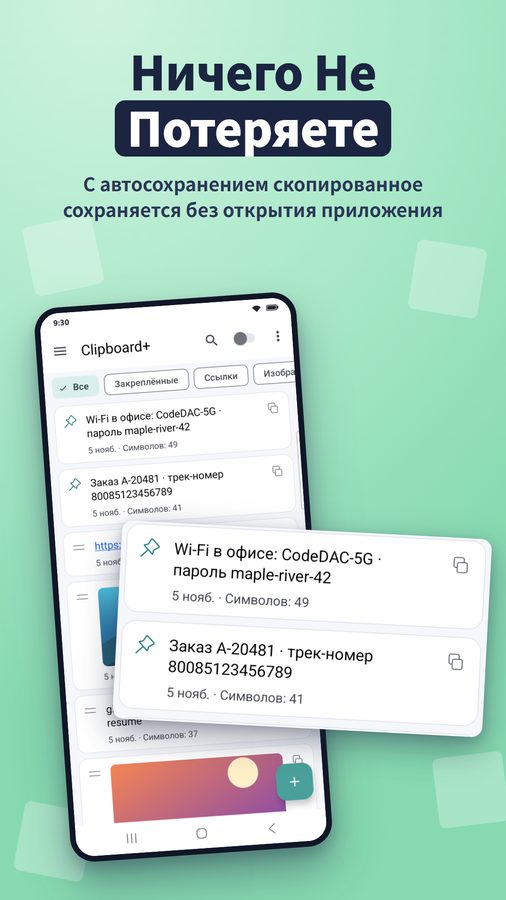 Ничего Не
Потеряете
С автосохранением скопированное
сохраняется без открытия приложения
9:30
Clipboard+
Все
Закреплённые
Ссылки
Изобра
Wi-Fi в офисе: CodeDAC-5G ·
пароль maple-river-42
5 нояб. · Символов: 49
Заказ A-20481 · трек-номер
80085123456789
5 нояб. · Символов: 41
https:
5 нояб
Wi-Fi в офисе: CodeDAC-5G ·
пароль maple-river-42
5 нояб. · Символов: 49
Заказ A-20481 · трек-номер
80085123456789
5 нояб. · Символов: 41
5 н
resume
5 нояб. · Символов: 37